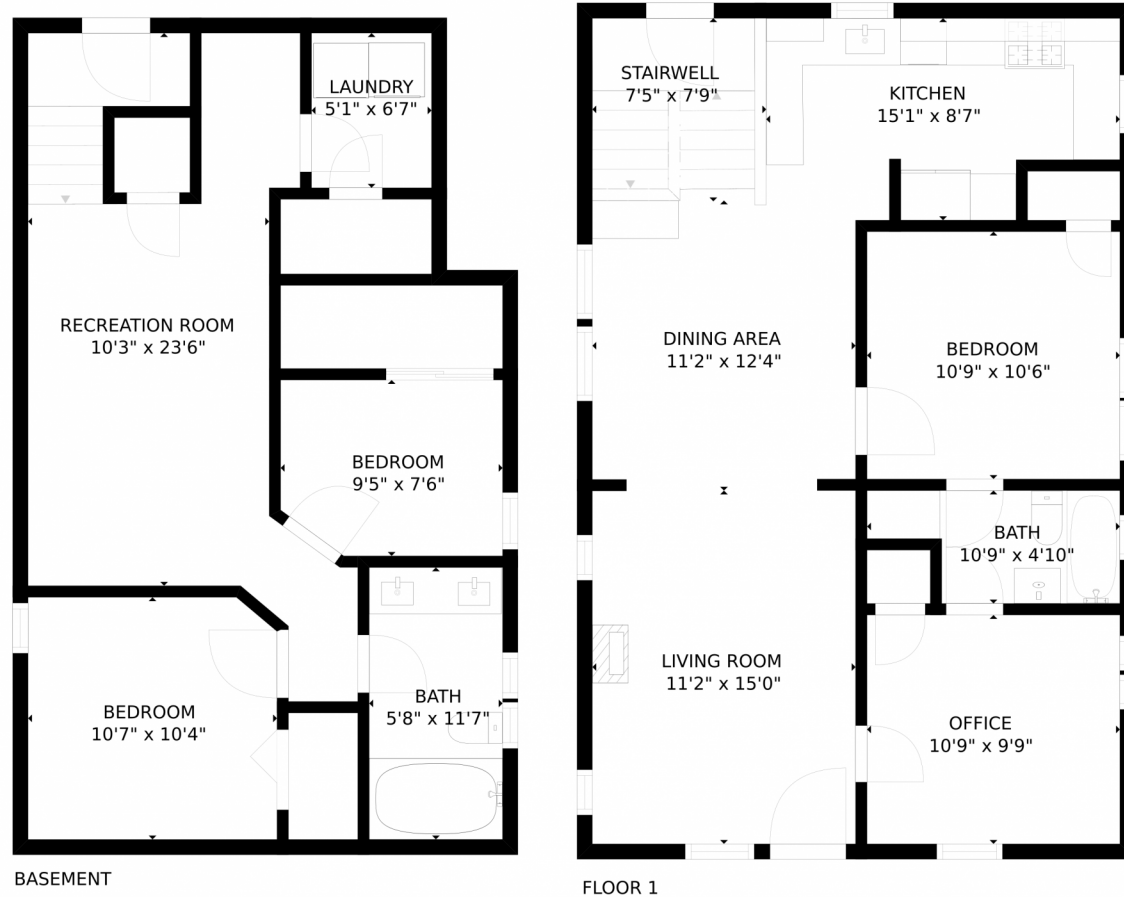 LAUNDRY
5'1" x 6'7"
RECREATION ROOM
10'3" x 23'6"
BEDROOM
9'5" x 7'6"
BEDROOM
10'7" x 10'4"
BATH
5'8" x 11'7"
BASEMENT
STAIRWELL
7'5" x 7'9"
KITCHEN
15'1" x 8'7"
DINING AREA
11'2" x 12'4"
BEDROOM
10'9" x 10'6"
BATH
10'9" x 4'10"
LIVING ROOM
11'2" x 15'0"
OFFICE
10'9" x 9'9"
FLOOR 1